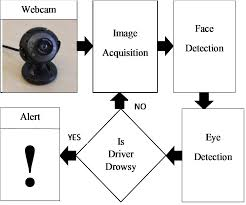 Webcam
Image
Acquisition
Face
Detection
Eye
Detection
Is
Driver
Drowsy
NO
YES
Alert
!